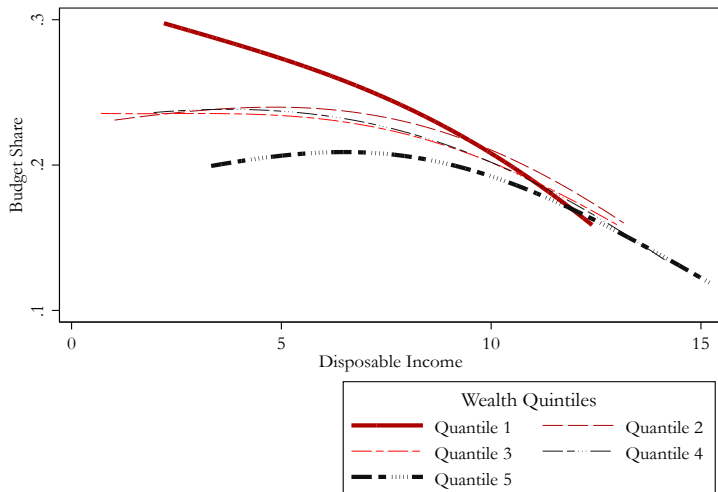 .3
.2
.1
Budget Share
0 5 10 15
Disposable Income
Wealth Quintiles
Quantile 1 Quantile 2
Quantile 3 Quantile 4
Quantile 5